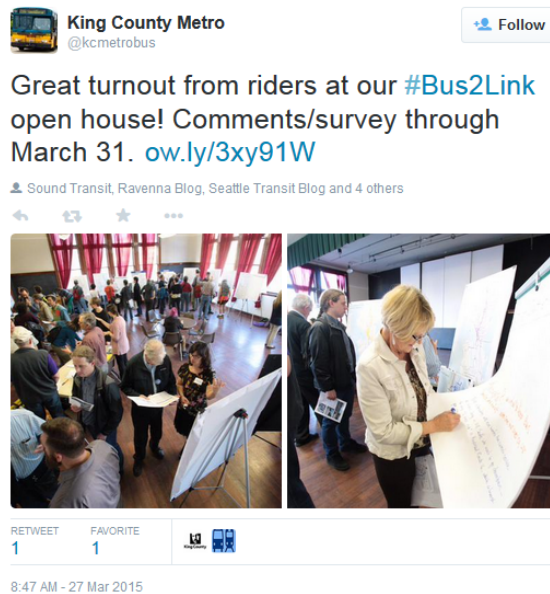 King County Metro
@kcmetrobus
Follow
Great turnout from riders at our #Bus2Link
open house! Comments/survey through
March 31. ow.ly/3xy91W
Sound Transit, Ravenna Blog, Seattle Transit Blog and 4 others
RETWEET
FAVORITE
1
1
King County
8:47 AM - 27 Mar 2015